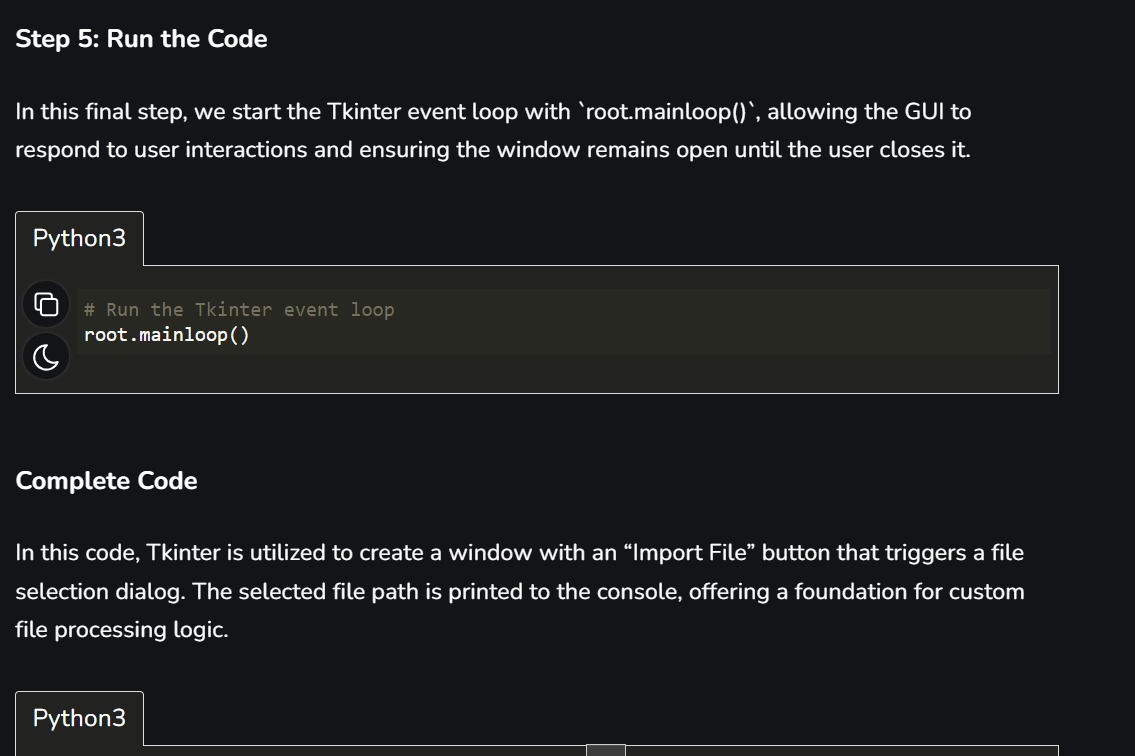 Step 5: Run the Code
In this final step, we start the Tkinter event loop with `root.mainloop()`, allowing the GUI to
respond to user interactions and ensuring the window remains open until the user closes it.
Python3
# Run the Tkinter event loop
root.mainloop()
Complete Code
In this code, Tkinter is utilized to create a window with an “Import File” button that triggers a file
selection dialog. The selected file path is printed to the console, offering a foundation for custom
file processing logic.
Python3